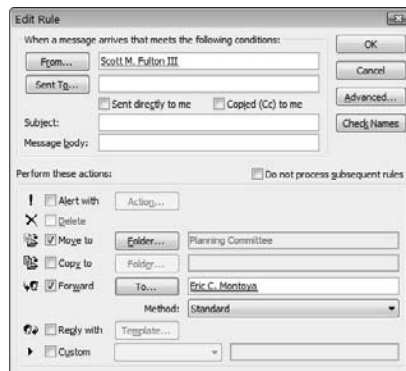 Edit Rule
When a message arrives that meets the following conditions:
From... Scott M. Fulton III
Sent To...
Sent directly to me Copied (Cc) to me
Subject:
Message body:
OK
Cancel
Advanced...
Check Names
Perform these actions: Do not process subsequent rules
Alert with Action...
Delete
Move to Folder... Planning Committee
Copy to Folder...
Forward To... Eric C. Montoya
Method: Standard
Reply with Template...
Custom